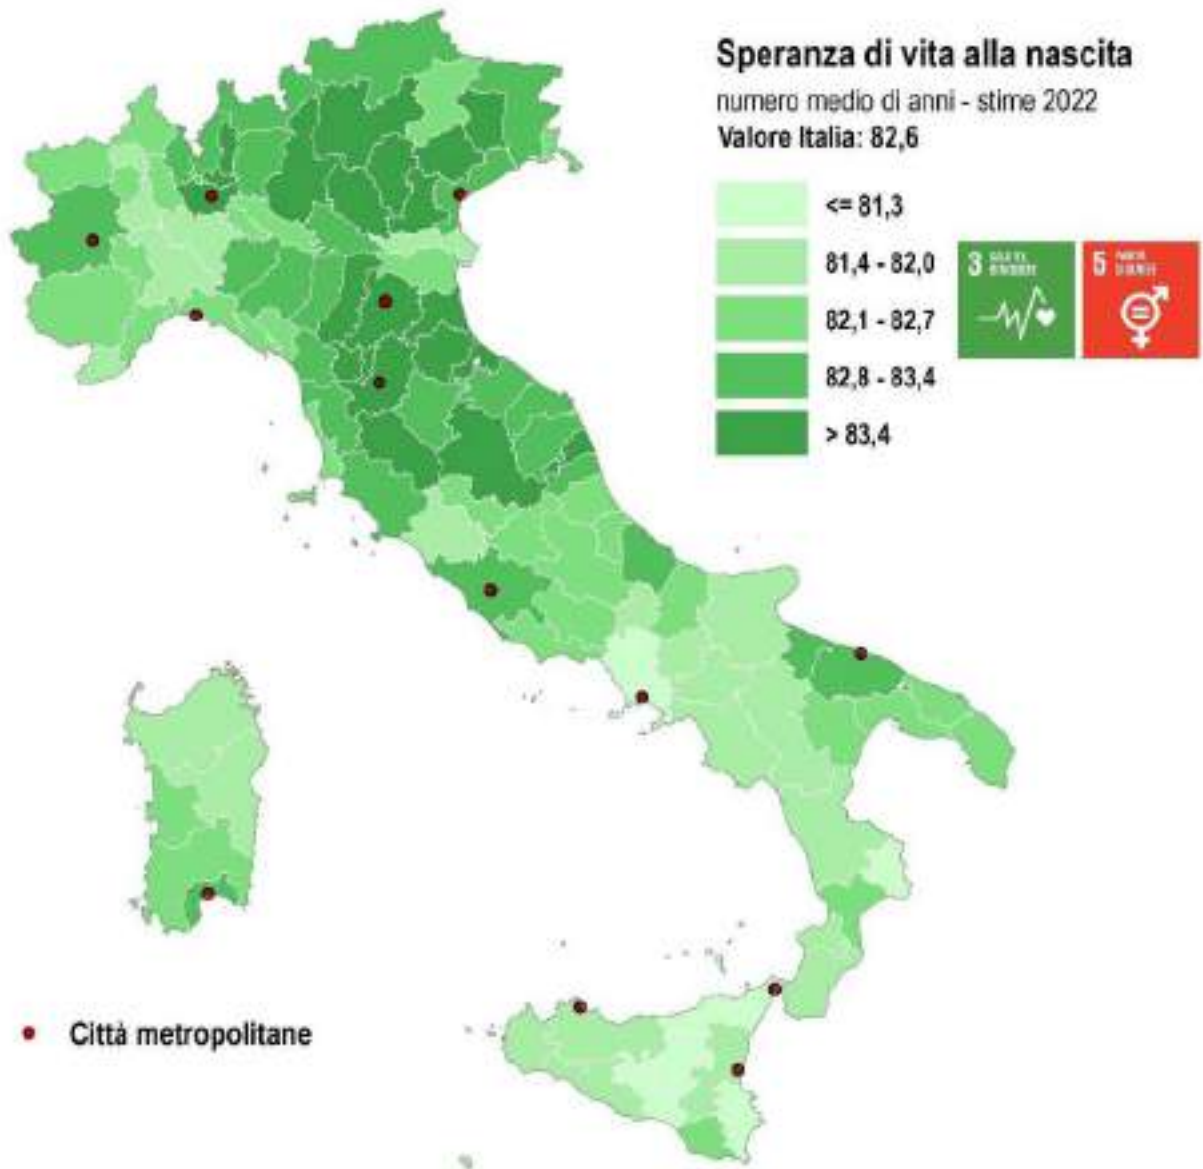 Speranza di vita alla nascita
numero medio di anni - stime 2022
Valore Italia: 82,6
<= 81,3
81,4 - 82,0
82,1 - 82,7
82,8 - 83,4
> 83,4
3
5
Città metropolitane